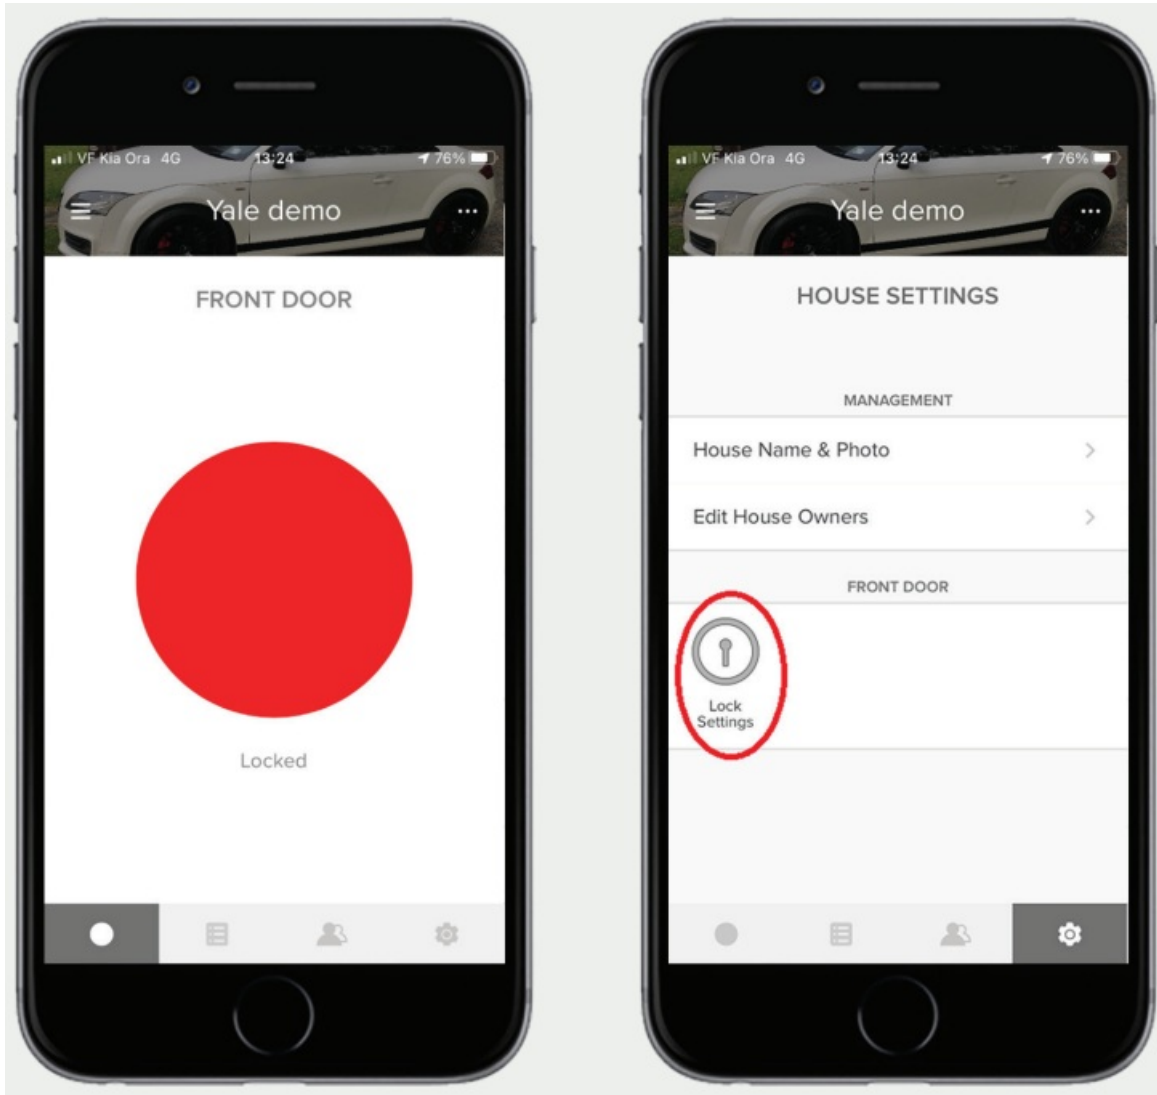 VF Kia Ora 4G 13:24 76%
Yale demo
FRONT DOOR
Locked
VF Kia Ora 4G 13:24 76%
Yale demo
HOUSE SETTINGS
MANAGEMENT
House Name & Photo
Edit House Owners
FRONT DOOR
Lock
Settings